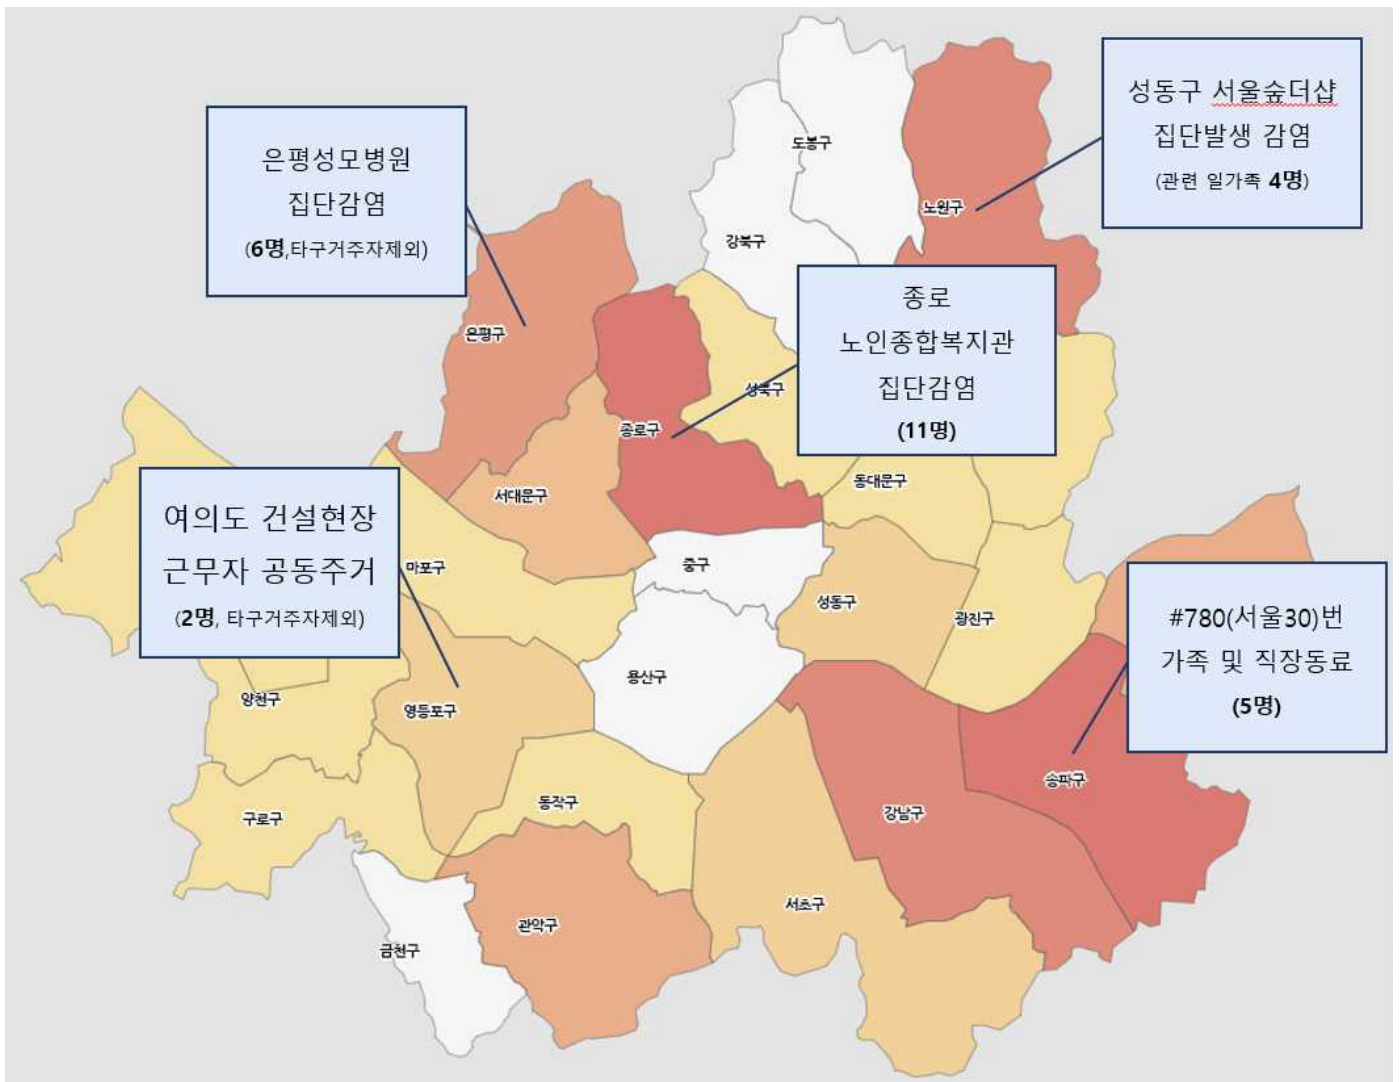 성동구 서울숲더샵
집단발생 감염
(관련 일가족 4명)
은평성모병원
집단감염
(6명,타구거주자제외)
도봉구
노원구
강북구
종로
노인종합복지관
집단감염
(11명)
은평구
성북구
종로구
서대문구
동대문구
여의도 건설현장
근무자 공동주거
(2명, 타구거주자제외)
마포구
중구
성동구
광진구
#780(서울30)번
가족 및 직장동료
(5명)
용산구
양천구
영등포구
송파구
동작구
강남구
구로구
서초구
관악구
금천구